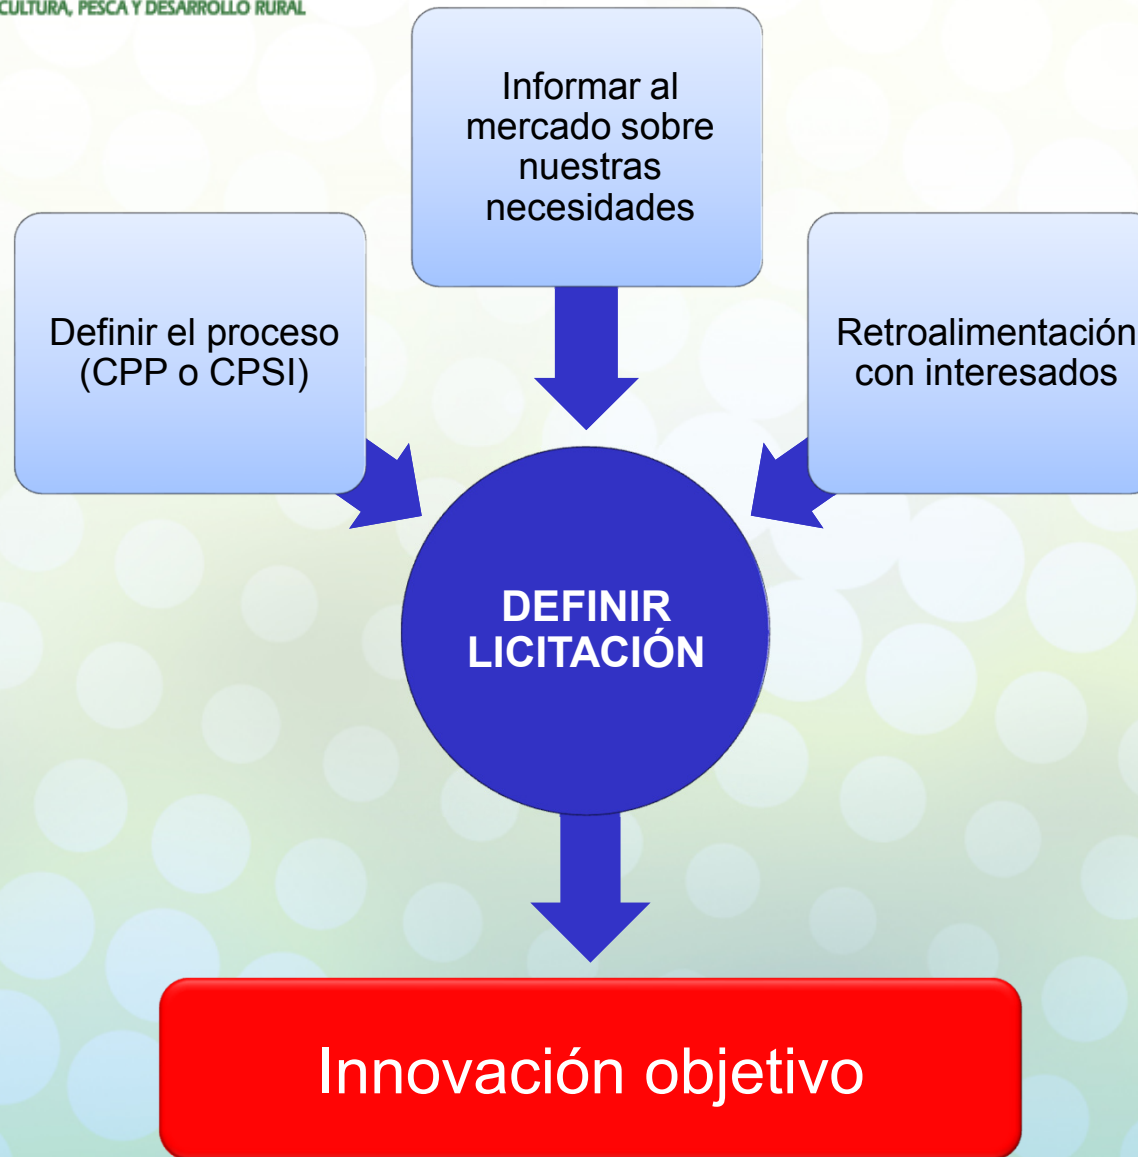 CULTURA, PESCA Y DESARROLLO RURAL
Informar al
mercado sobre
nuestras
necesidades
Definir el proceso
(CPP o CPSI)
Retroalimentación
con interesados
DEFINIR
LICITACIÓN
Innovación objetivo